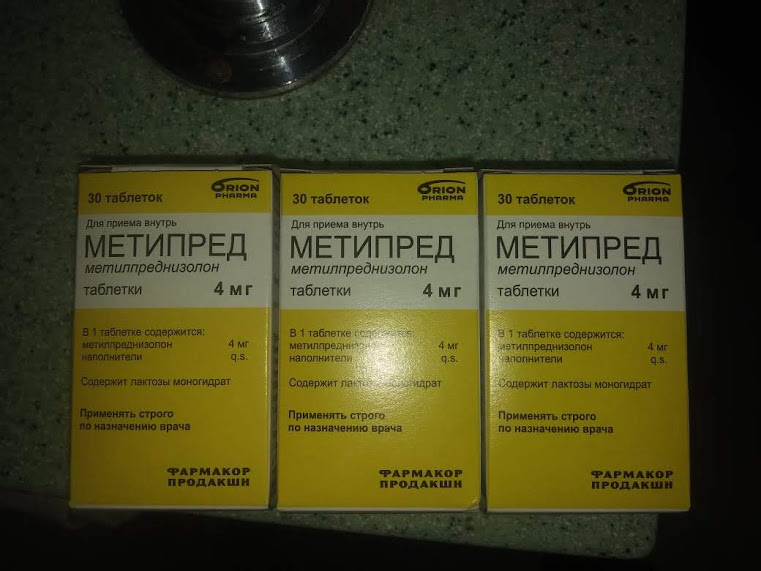 30 таблеток
ORION
PHARMA
Для приема внутрь
МЕТИПРЕД
метилпреднизолон
таблетки 4 мг
В 1 таблетке содержится:
метилпреднизолон 4 мг
наполнители q.s.
Содержит лактозы моногидрат
Применять строго
по назначению врача
ФАРМАКОР
ПРОДАКШН
30 таблеток
ORION
PHARMA
Для приема внутрь
МЕТИПРЕД
метилпреднизолон
таблетки 4 мг
В 1 таблетке содержится:
метилпреднизолон 4 мг
наполнители q.s.
Содержит лактозы моногидрат
Применять строго
по назначению врача
ФАРМАКОР
ПРОДАКШН
30 таблеток
ORION
PHARMA
Для приема внутрь
МЕТИПРЕД
метилпреднизолон
таблетки 4 мг
В 1 таблетке содержится:
метилпреднизолон 4 мг
наполнители q.s.
Содержит лактозы моногидрат
Применять строго
по назначению врача
ФАРМАКОР
ПРОДАКШН